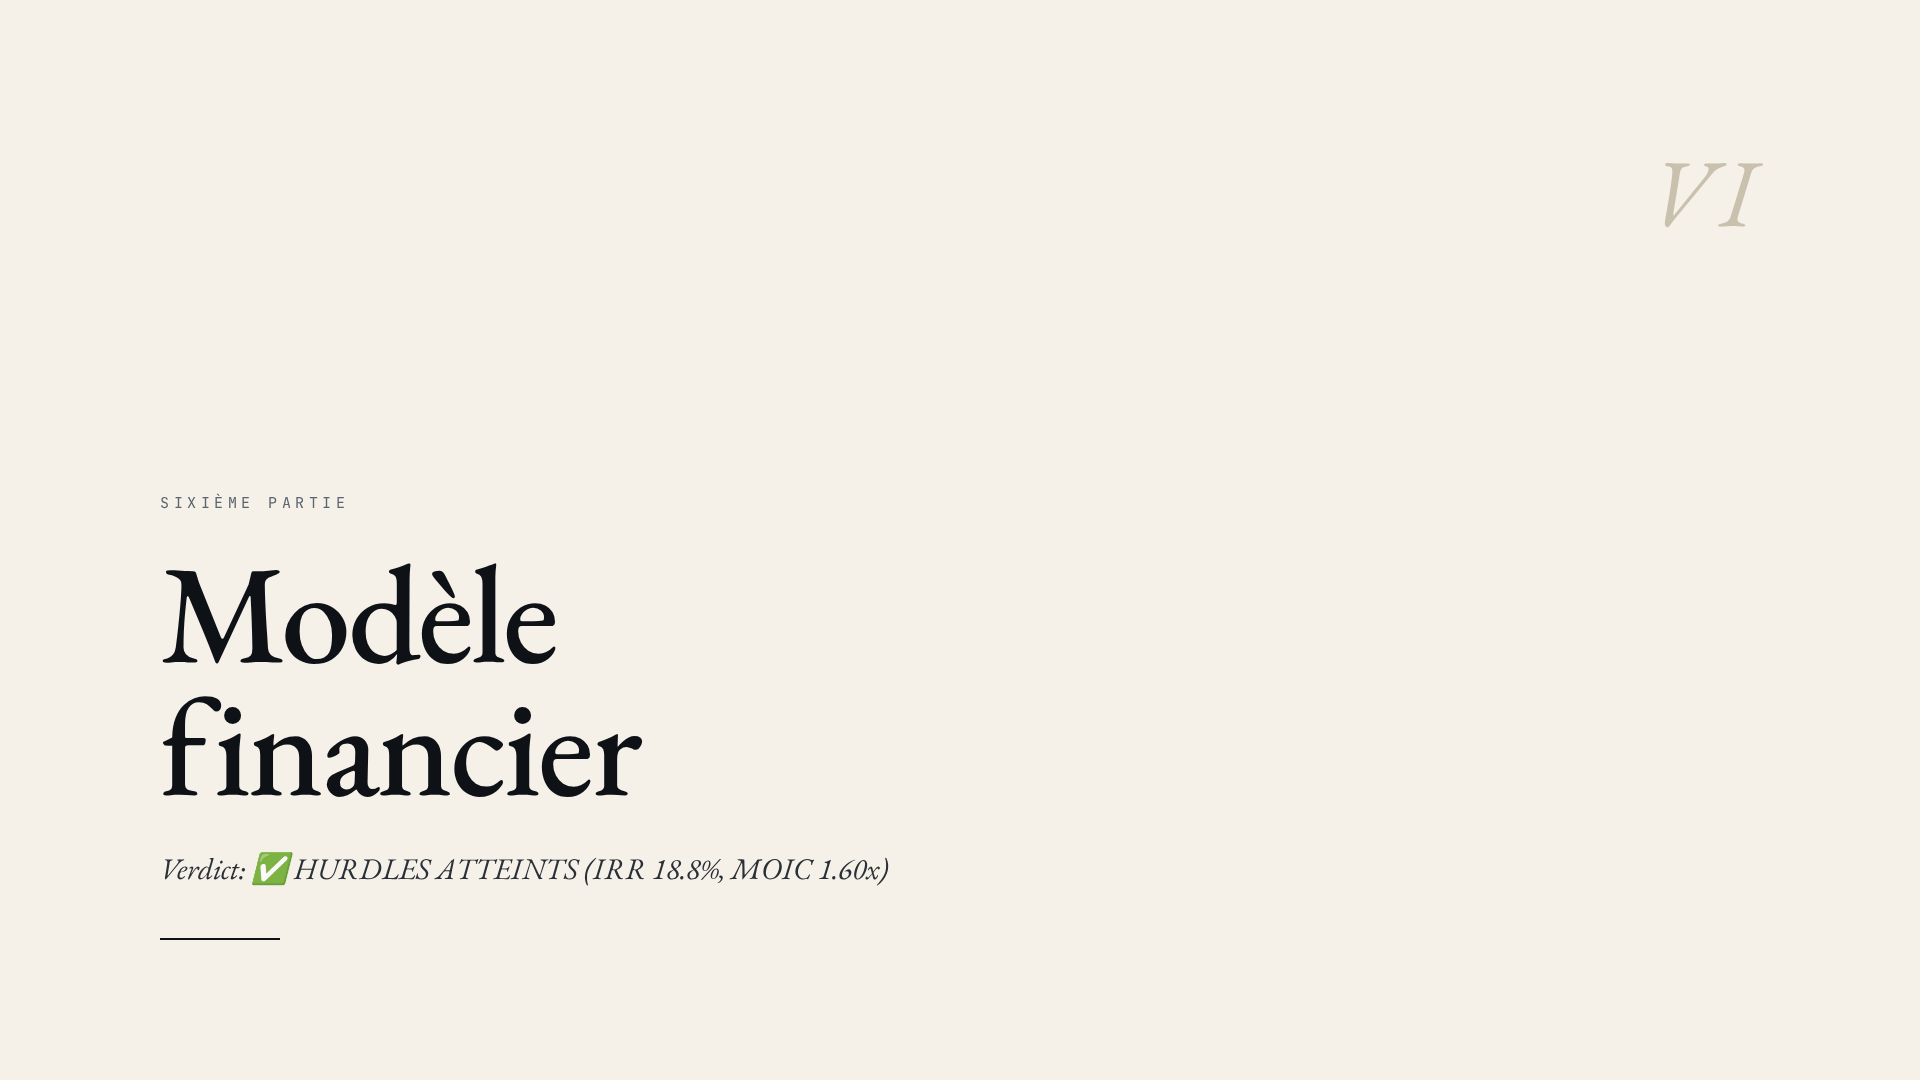 VI
SIXIÈME PARTIE
Modèle
financier
Verdict: ✅ HURDLES ATTEINTS (IRR 18.8%, MOIC 1.60x)